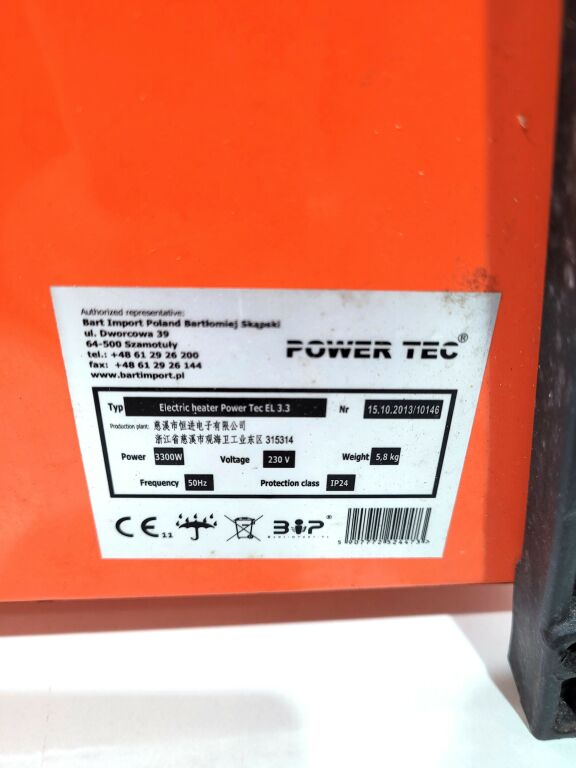 Authorized representative:
Bart Import Poland Bartłomiej Skąpski
ul. Dworcowa 39
64-500 Szamotuły
tel.: +48 61 29 26 200
fax: +48 61 29 26 144
www.bartimport.pl
POWER TEC®
Typ Electric heater Power Tec EL 3.3 Nr 15.10.2013/10146
Production plant: 慈溪市恒进电子有限公司
浙江省慈溪市观海卫工业东区 315314
Power 3300W Voltage 230 V Weight 5,8 kg
Frequency 50Hz Protection class IP24
CE 11 BIP®